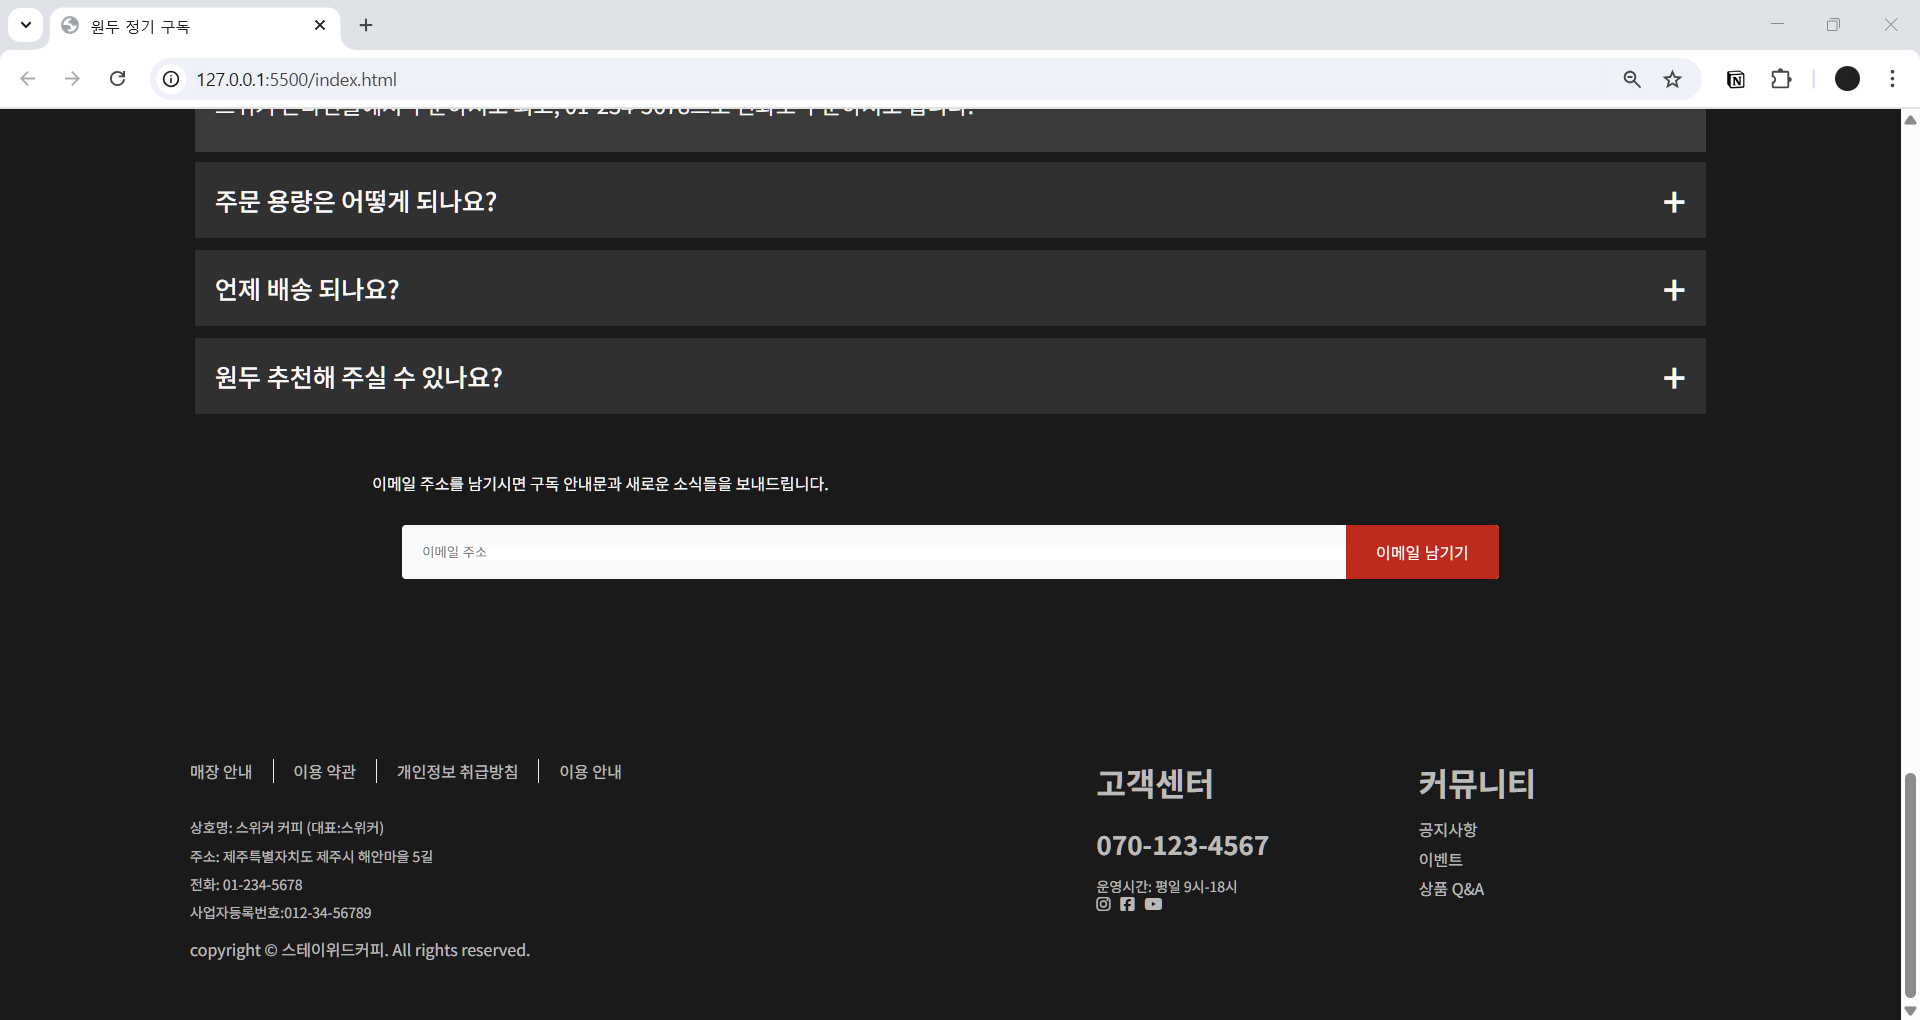 원두 정기 구독
127.0.0.1:5500/index.html
주문 용량은 어떻게 되나요?
언제 배송 되나요?
원두 추천해 주실 수 있나요?
이메일 주소를 남기시면 구독 안내문과 새로운 소식들을 보내드립니다.
이메일 주소
이메일 남기기
매장 안내 이용 약관 개인정보 취급방침 이용 안내
상호명: 스위커 커피 (대표:스위커)
주소: 제주특별자치도 제주시 해안마을 5길
전화: 01-234-5678
사업자등록번호:012-34-56789
copyright © 스테이위드커피. All rights reserved.
고객센터
070-123-4567
운영시간: 평일 9시-18시
커뮤니티
공지사항
이벤트
상품 Q&A